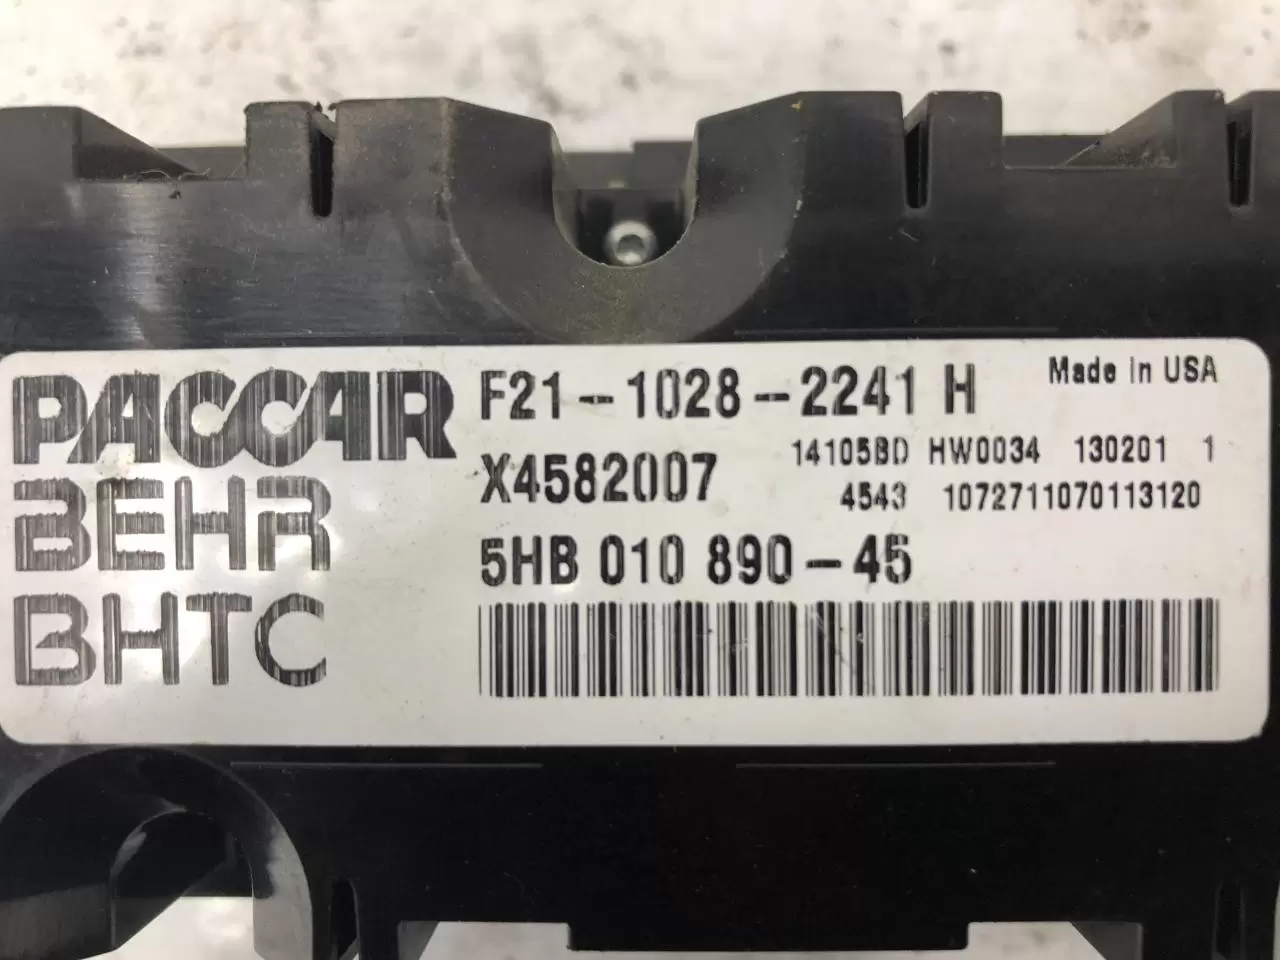 PACCAR
BEHR
BHTC
F21-1028-2241 H
Made in USA
X4582007
14105BD HW0034 130201 1
4543 1072711070113120
5HB 010 890-45